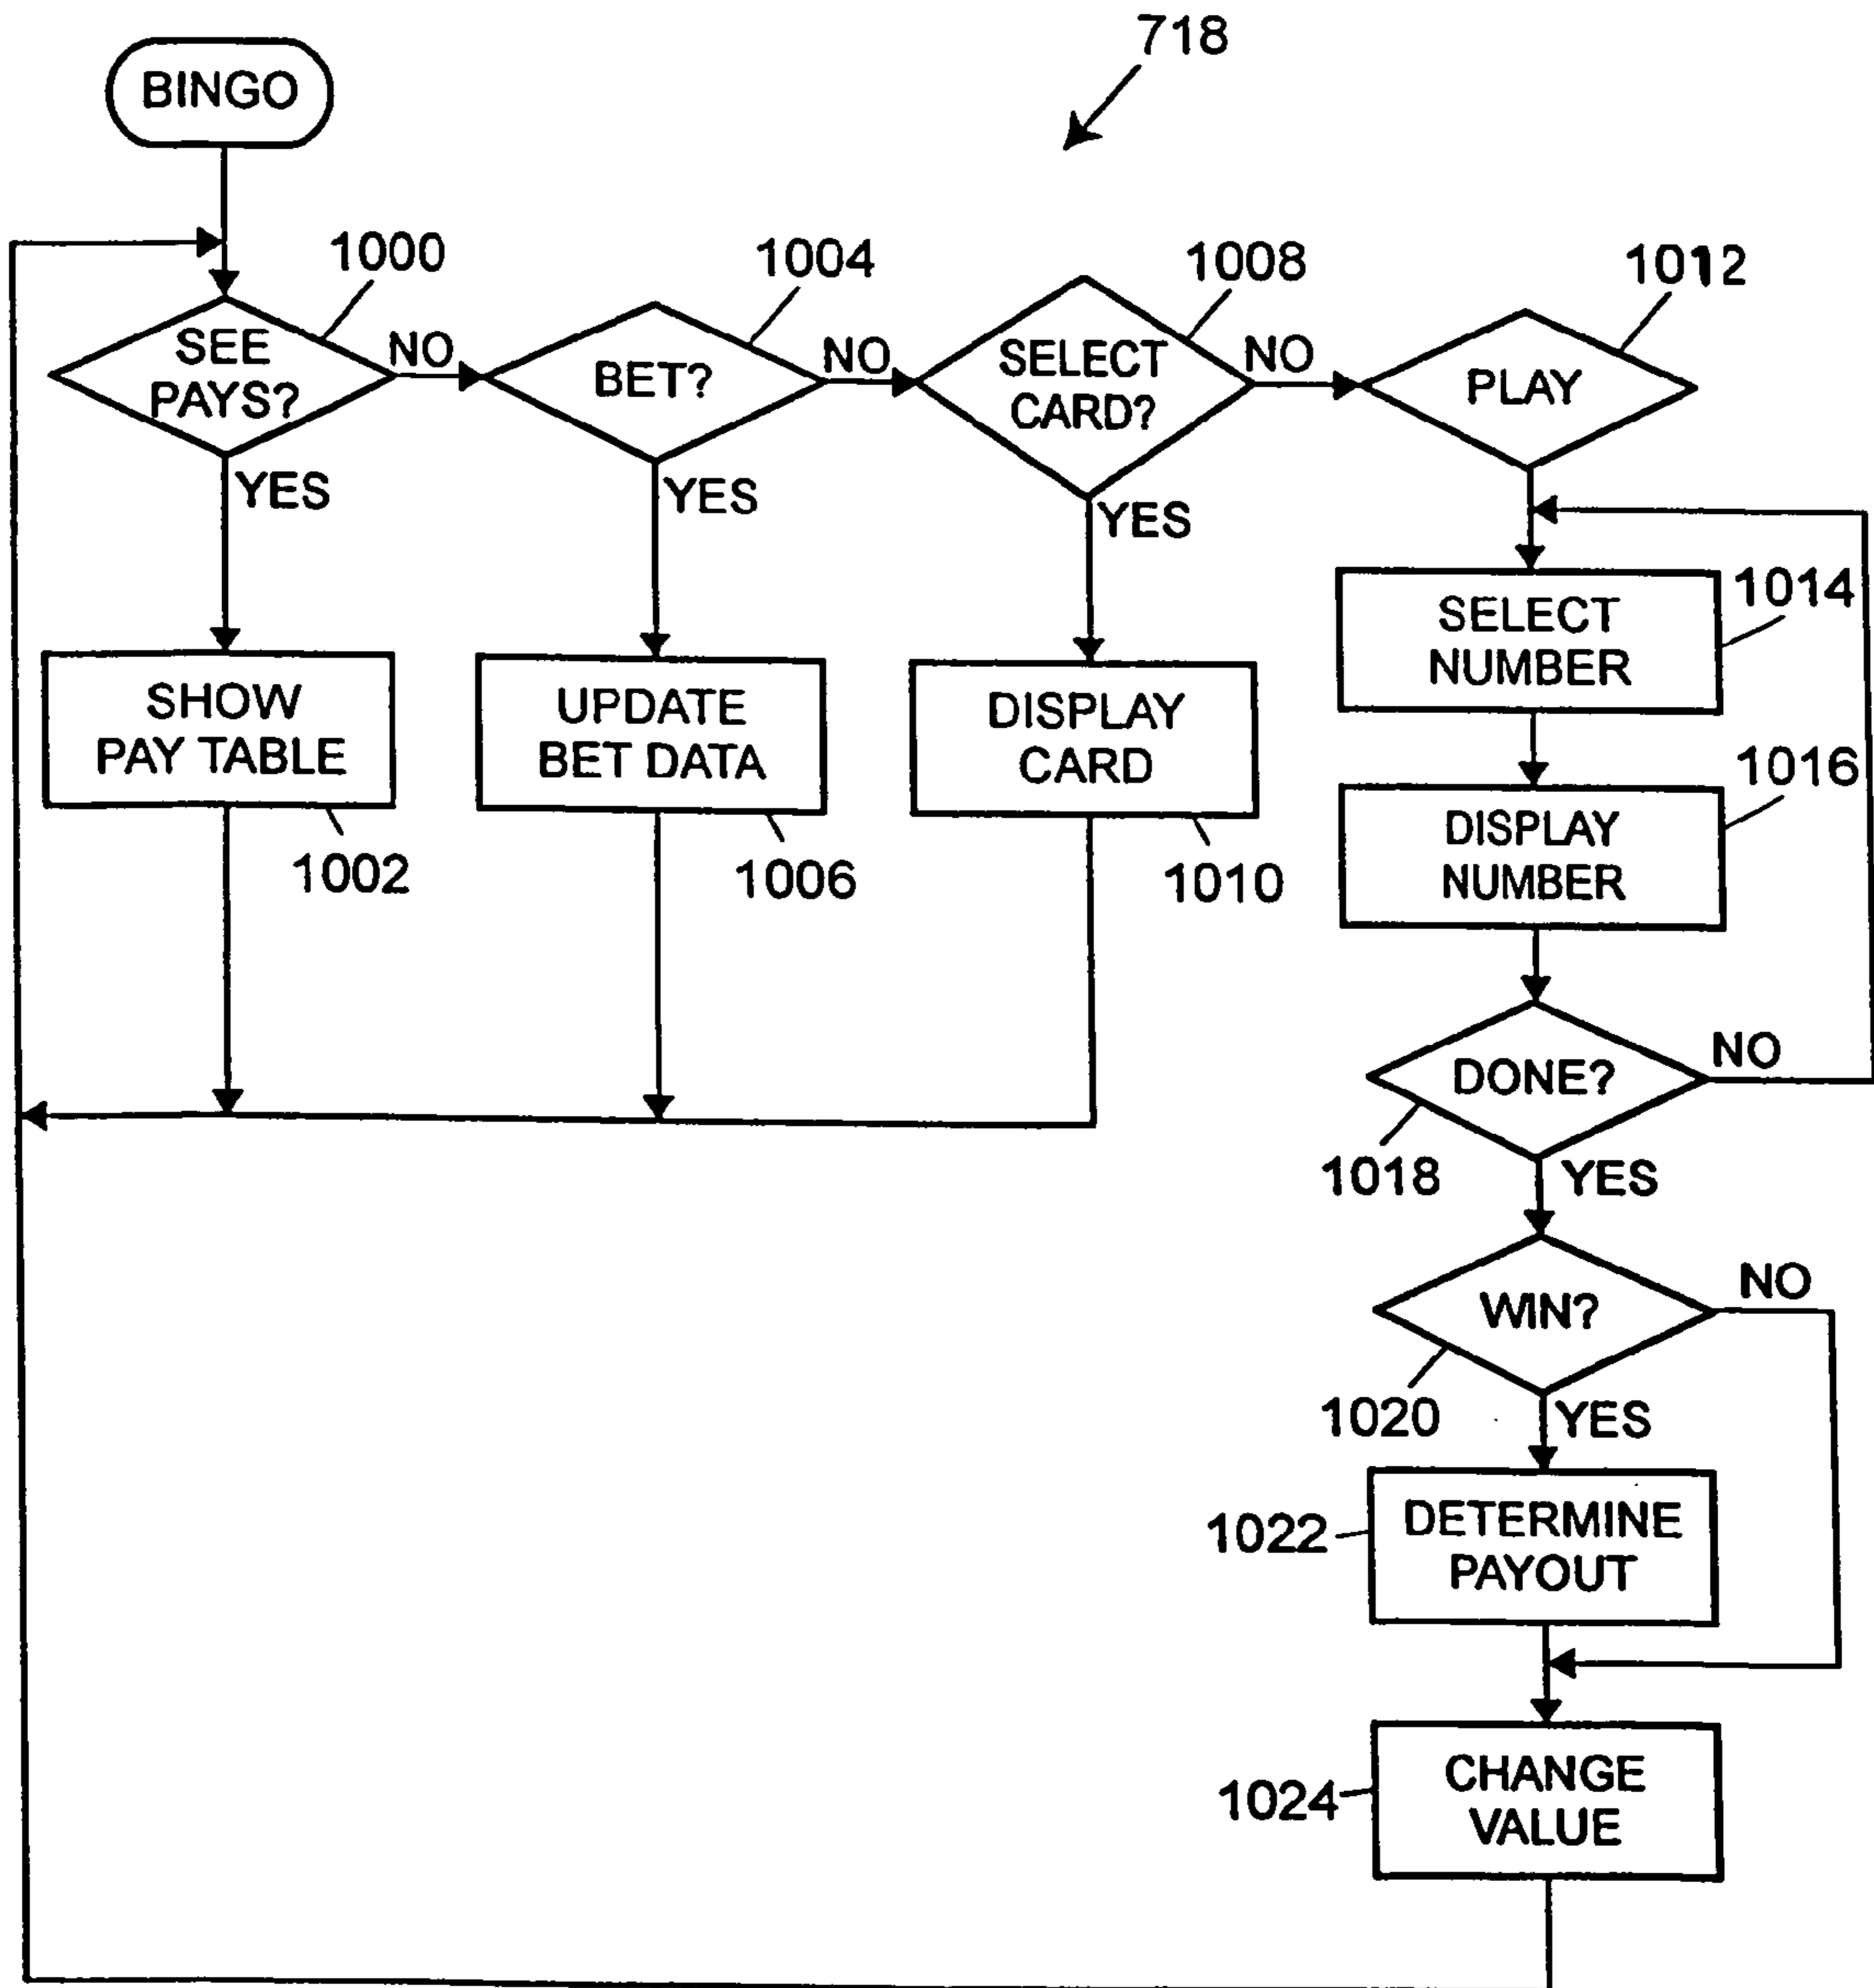 718
BINGO
1000
1004
1008
1012
SEE
PAYS?
NO
BET?
NO
SELECT
CARD?
NO
PLAY
YES
YES
YES
SHOW
PAY TABLE
1002
UPDATE
BET DATA
1006
DISPLAY
CARD
1010
SELECT
NUMBER
1014
DISPLAY
NUMBER
1016
DONE?
NO
1018
YES
WIN?
NO
1020
YES
DETERMINE
PAYOUT
1022
CHANGE
VALUE
1024